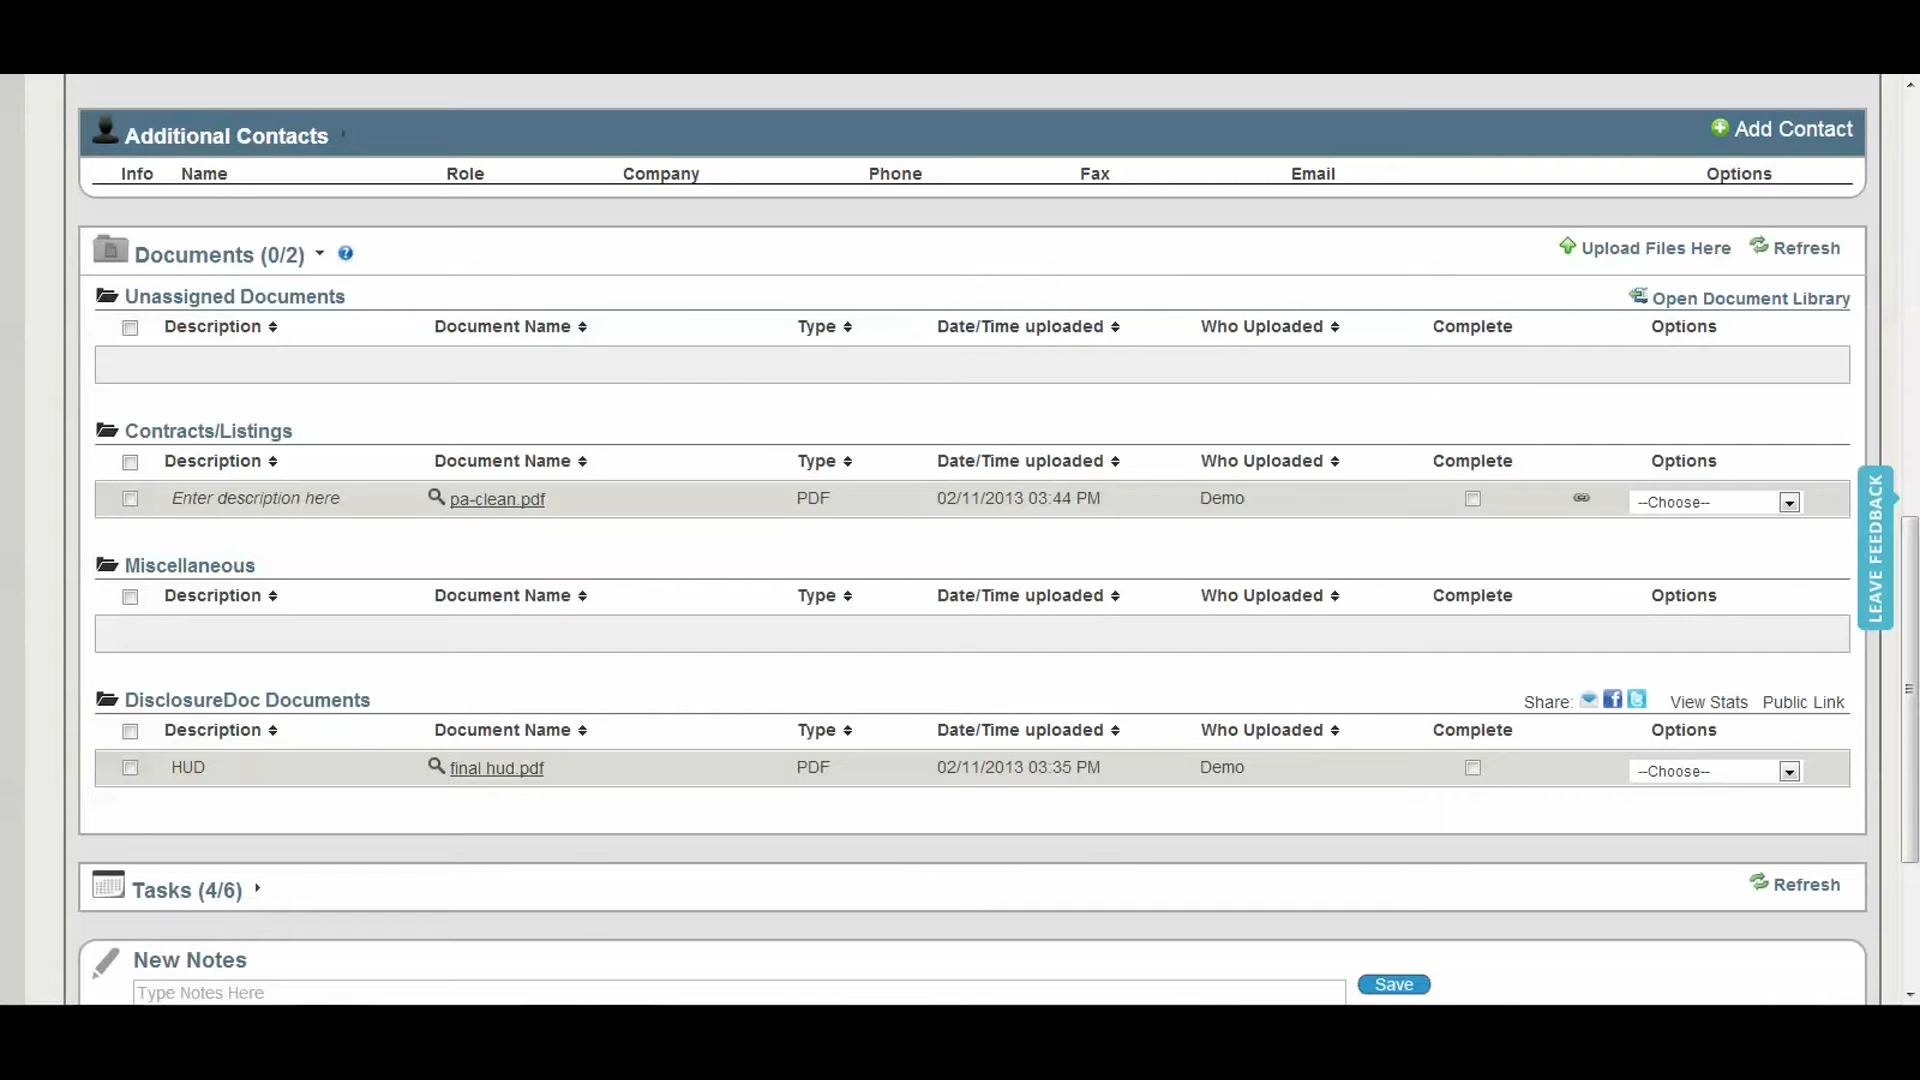 Additional Contacts
Add Contact
Info Name Role Company Phone Fax Email Options
Documents (0/2)
Upload Files Here Refresh
Unassigned Documents
Open Document Library
Description Document Name Type Date/Time uploaded Who Uploaded Complete Options
Contracts/Listings
Description Document Name Type Date/Time uploaded Who Uploaded Complete Options
Enter description here pa-clean.pdf PDF 02/11/2013 03:44 PM Demo --Choose--
LEAVE FEEDBACK
Miscellaneous
Description Document Name Type Date/Time uploaded Who Uploaded Complete Options
DisclosureDoc Documents
Share: View Stats Public Link
Description Document Name Type Date/Time uploaded Who Uploaded Complete Options
HUD final hud.pdf PDF 02/11/2013 03:35 PM Demo --Choose--
Tasks (4/6)
Refresh
New Notes
Type Notes Here
Save